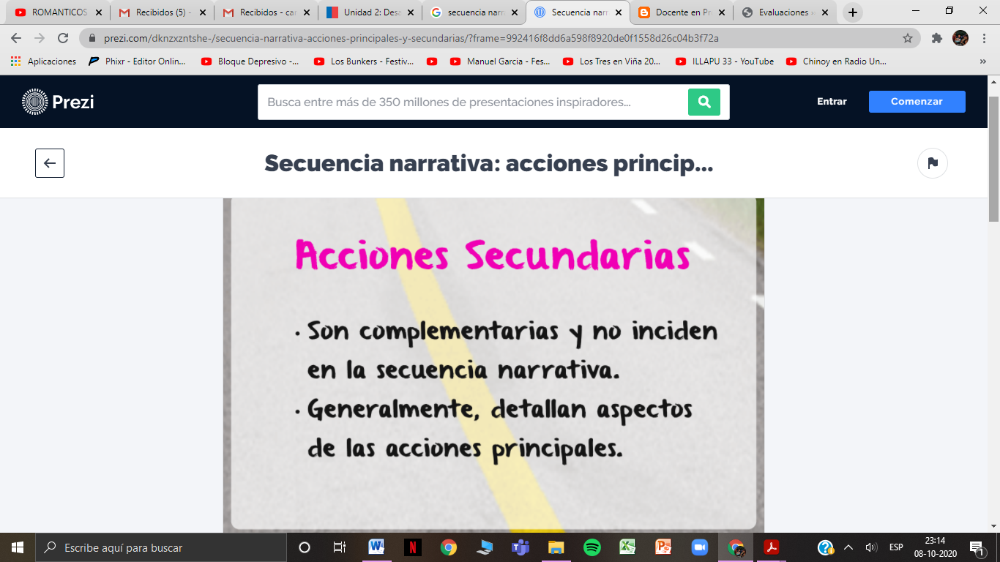 ROMANTICOS
Recibidos (5) -
Recibidos - car
Unidad 2: Desa
secuencia narra
Secuencia narr
Docente en Pr
Evaluaciones »
prezi.com/dknzxzntshe-/secuencia-narrativa-acciones-principales-y-secundarias/?frame=992416f8dd6a598f8920de0f1558d26c04b3f72a
Aplicaciones
Phixr - Editor Onlin...
Bloque Depresivo -...
Los Bunkers - Festiv...
Manuel Garcia - Fes...
Los Tres en Viña 20...
ILLAPU 33 - YouTube
Chinoy en Radio Un...
»
Prezi
Busca entre más de 350 millones de presentaciones inspiradores...
Entrar
Comenzar
Secuencia narrativa: acciones princip...
Acciones Secundarias
• Son complementarias y no inciden
en la secuencia narrativa.
• Generalmente, detallan aspectos
de las acciones principales.
Escribe aquí para buscar
ESP
23:14
08-10-2020
1